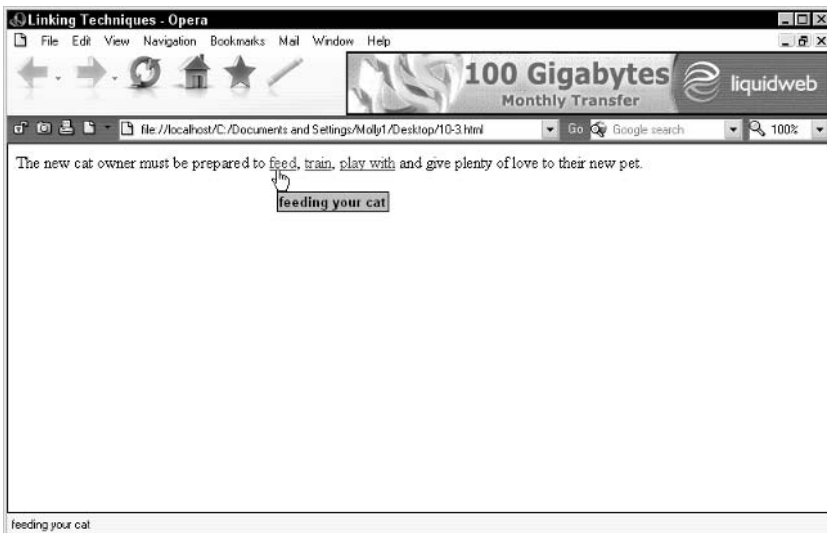 Linking Techniques - Opera
File Edit View Navigation Bookmarks Mail Window Help
100 Gigabytes
Monthly Transfer
liquidweb
file://localhost/C:/Documents and Settings/Molly1/Desktop/10-3.html Go Google search 100%
The new cat owner must be prepared to feed, train, play with and give plenty of love to their new pet.
feeding your cat
feeding your cat